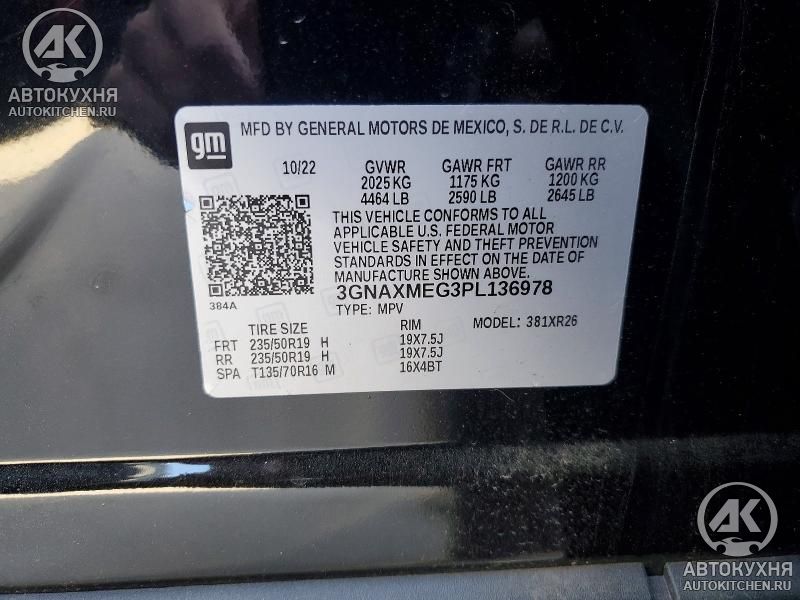 АК
АВТОКУХНЯ
AUTOKITCHEN.RU
gm
MFD BY GENERAL MOTORS DE MEXICO, S. DE R.L. DE C.V.
10/22 GVWR GAWR FRT GAWR RR
2025 KG 1175 KG 1200 KG
4464 LB 2590 LB 2645 LB
THIS VEHICLE CONFORMS TO ALL
APPLICABLE U.S. FEDERAL MOTOR
VEHICLE SAFETY AND THEFT PREVENTION
STANDARDS IN EFFECT ON THE DATE OF
MANUFACTURE SHOWN ABOVE.
384A
3GNAXMEG3PL136978
TYPE: MPV MODEL: 381XR26
TIRE SIZE RIM
FRT 235/50R19 H 19X7.5J
RR 235/50R19 H 19X7.5J
SPA T135/70R16 M 16X4BT
АК
АВТОКУХНЯ
AUTOKITCHEN.RU